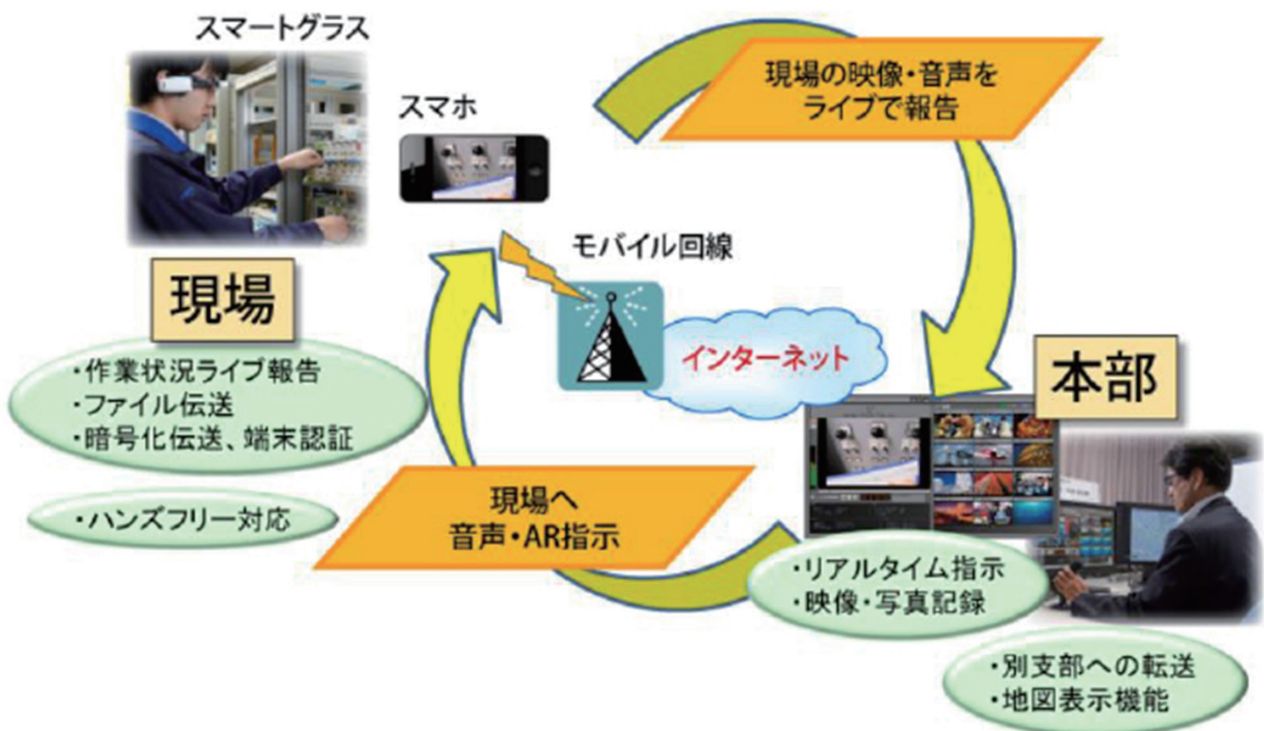 スマートグラス
スマホ
現場の映像・音声を
ライブで報告
モバイル回線
現場
インターネット
本部
・作業状況ライブ報告
・ファイル伝送
・暗号化伝送、端末認証
・ハンズフリー対応
現場へ
音声・AR指示
・リアルタイム指示
・映像・写真記録
・別支部への転送
・地図表示機能